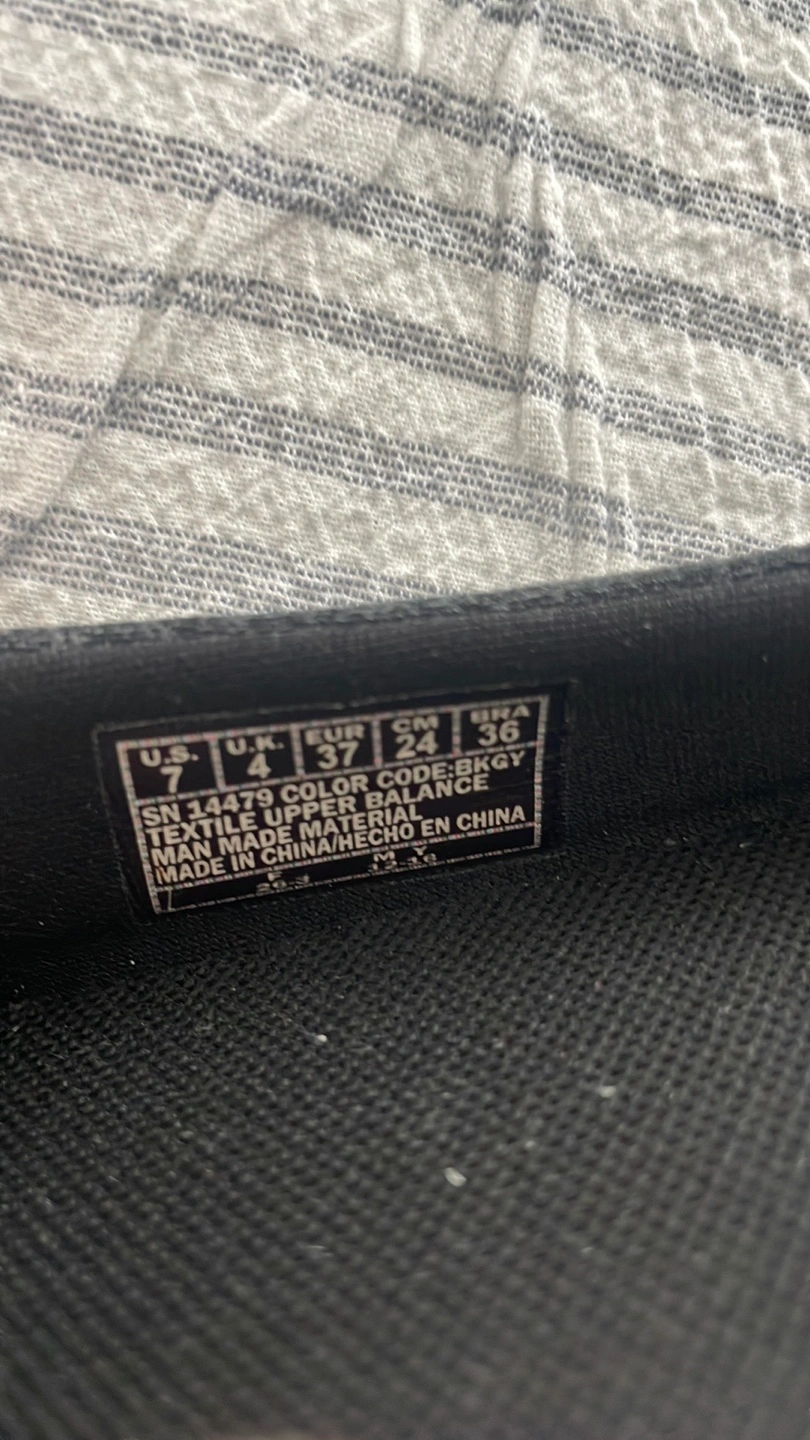 U.S. U.K. EUR CM BRA
7 4 37 24 36
SN 14479 COLOR CODE:BKGY
TEXTILE UPPER BALANCE
MAN MADE MATERIAL
MADE IN CHINA/HECHO EN CHINA